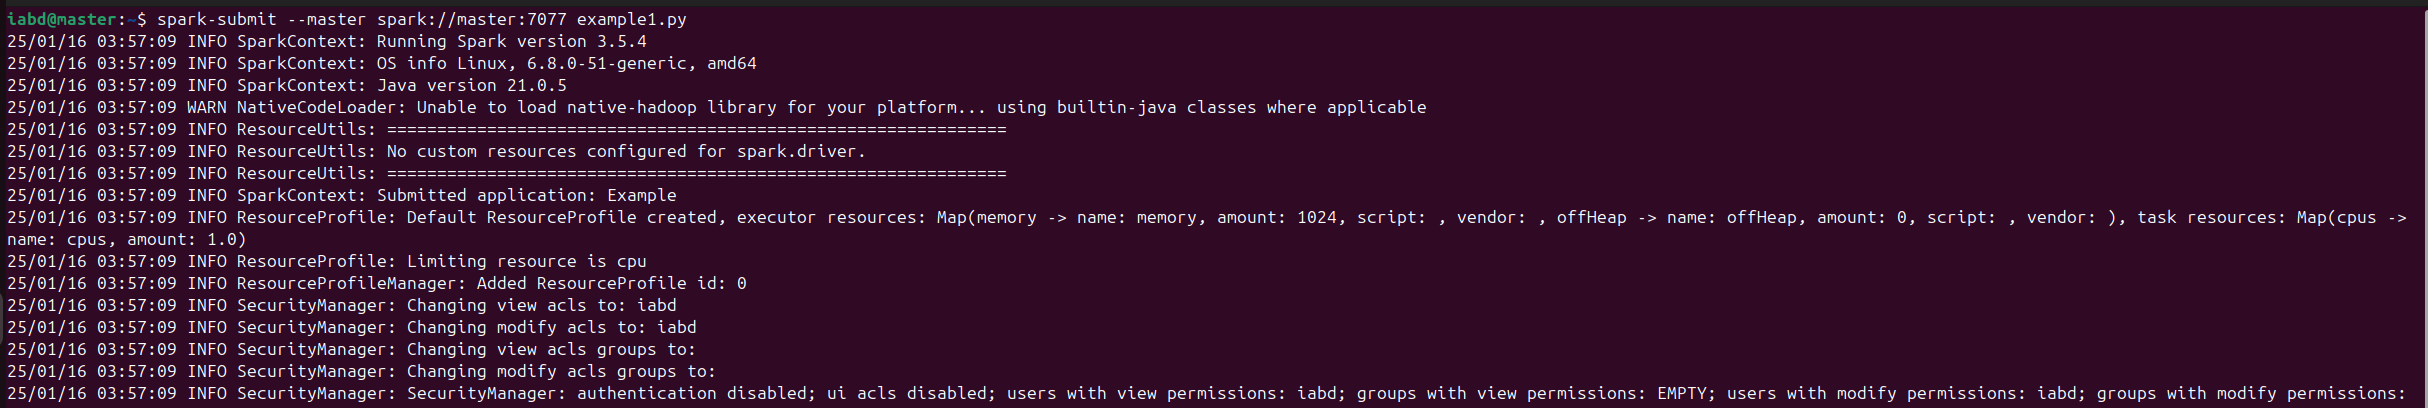 iabd@master:~$ spark-submit --master spark://master:7077 example1.py
25/01/16 03:57:09 INFO SparkContext: Running Spark version 3.5.4
25/01/16 03:57:09 INFO SparkContext: OS info Linux, 6.8.0-51-generic, amd64
25/01/16 03:57:09 INFO SparkContext: Java version 21.0.5
25/01/16 03:57:09 WARN NativeCodeLoader: Unable to load native-hadoop library for your platform... using builtin-java classes where applicable
25/01/16 03:57:09 INFO ResourceUtils: ==============================================================
25/01/16 03:57:09 INFO ResourceUtils: No custom resources configured for spark.driver.
25/01/16 03:57:09 INFO ResourceUtils: ==============================================================
25/01/16 03:57:09 INFO SparkContext: Submitted application: Example
25/01/16 03:57:09 INFO ResourceProfile: Default ResourceProfile created, executor resources: Map(memory -> name: memory, amount: 1024, script: , vendor: , offHeap -> name: offHeap, amount: 0, script: , vendor: ), task resources: Map(cpus ->
name: cpus, amount: 1.0)
25/01/16 03:57:09 INFO ResourceProfile: Limiting resource is cpu
25/01/16 03:57:09 INFO ResourceProfileManager: Added ResourceProfile id: 0
25/01/16 03:57:09 INFO SecurityManager: Changing view acls to: iabd
25/01/16 03:57:09 INFO SecurityManager: Changing modify acls to: iabd
25/01/16 03:57:09 INFO SecurityManager: Changing view acls groups to:
25/01/16 03:57:09 INFO SecurityManager: Changing modify acls groups to:
25/01/16 03:57:09 INFO SecurityManager: SecurityManager: authentication disabled; ui acls disabled; users with view permissions: iabd; groups with view permissions: EMPTY; users with modify permissions: iabd; groups with modify permissions: